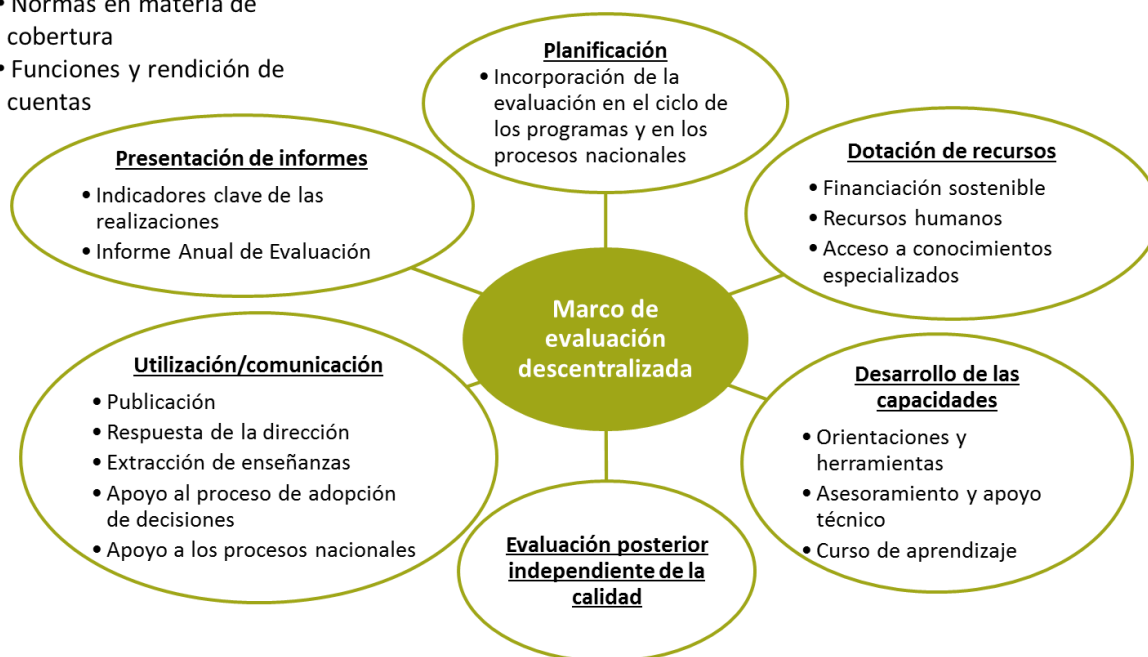 • Normas en materia de
cobertura
• Funciones y rendición de
cuentas
Planificación
• Incorporación de la
evaluación en el ciclo de
los programas y en los
procesos nacionales
Presentación de informes
• Indicadores clave de las
realizaciones
• Informe Anual de Evaluación
Dotación de recursos
• Financiación sostenible
• Recursos humanos
• Acceso a conocimientos
especializados
Marco de
evaluación
descentralizada
Utilización/comunicación
• Publicación
• Respuesta de la dirección
• Extracción de enseñanzas
• Apoyo al proceso de adopción
de decisiones
• Apoyo a los procesos nacionales
Desarrollo de las
capacidades
• Orientaciones y
herramientas
• Asesoramiento y apoyo
técnico
• Curso de aprendizaje
Evaluación posterior
independiente de la
calidad